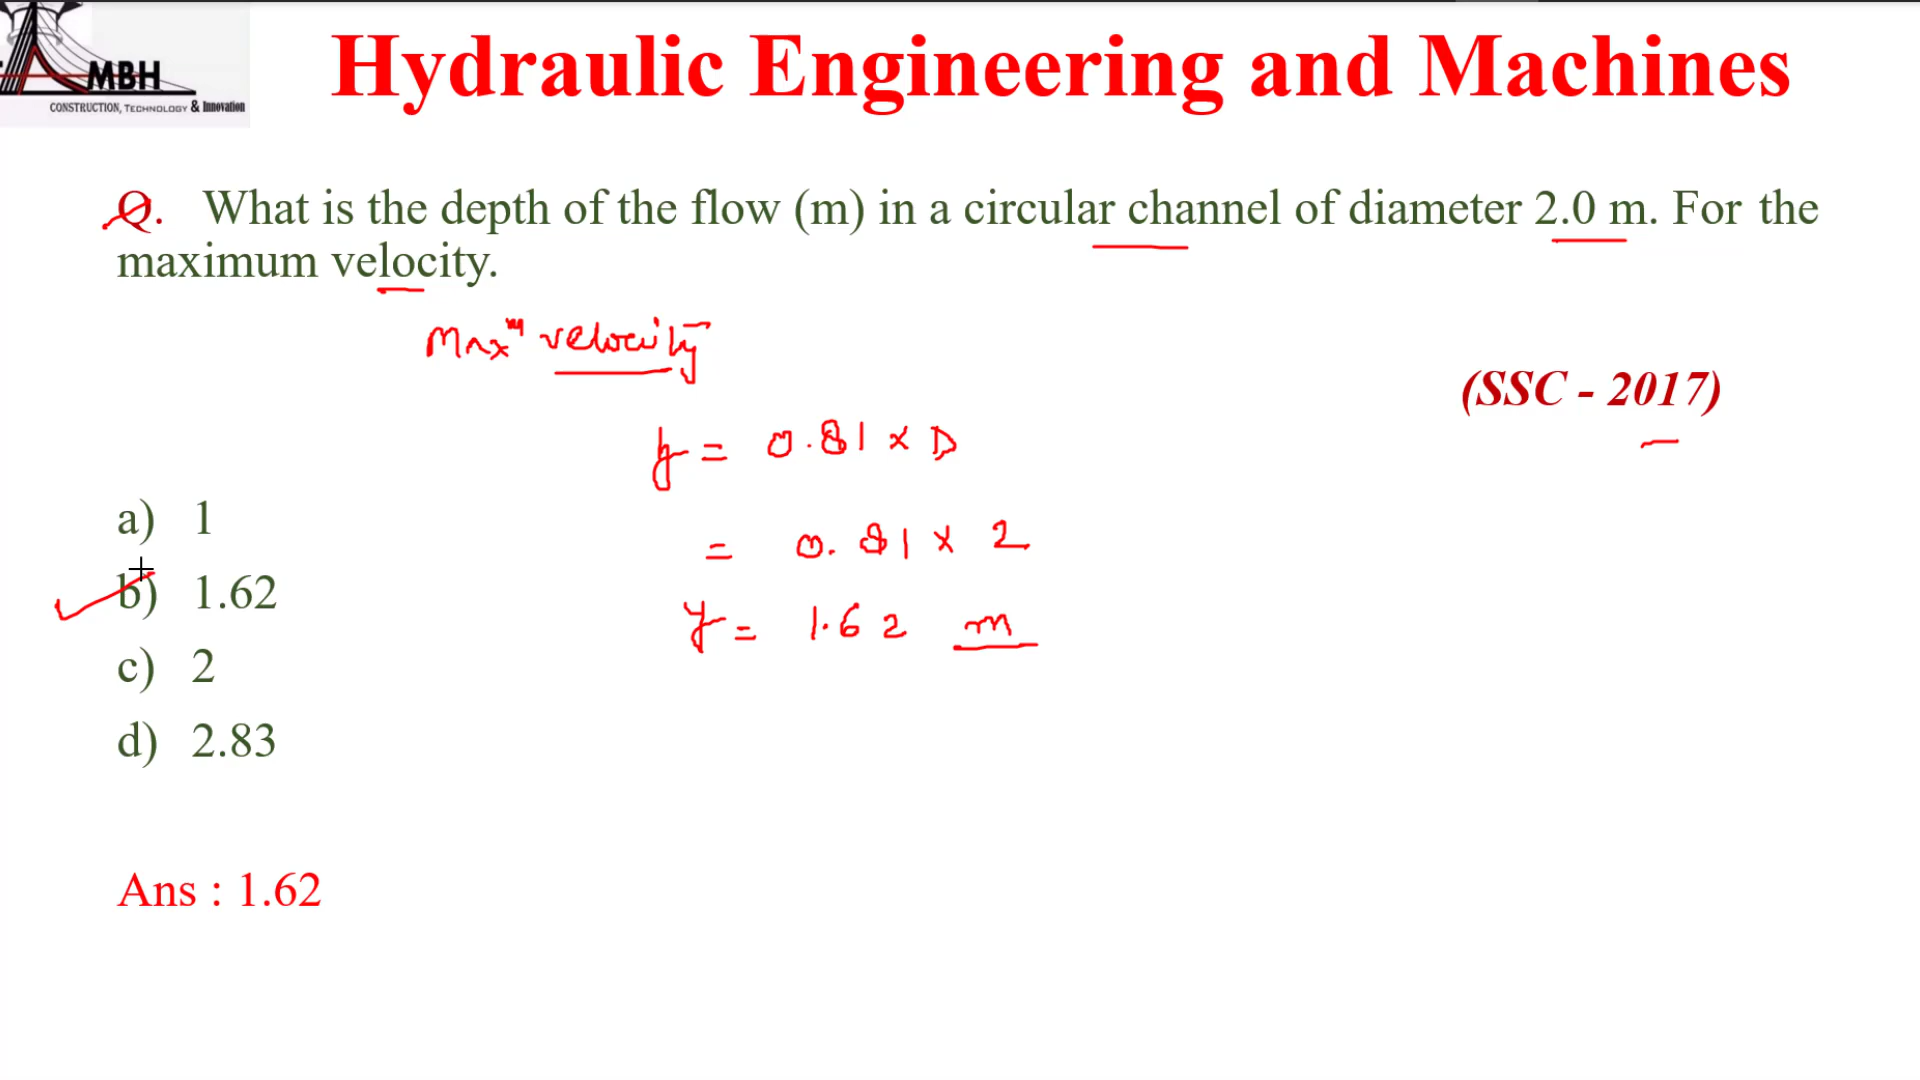 MBH
CONSTRUCTION, TECHNOLOGY & Innovation
Hydraulic Engineering and Machines
Q. What is the depth of the flow (m) in a circular channel of diameter 2.0 m. For the
maximum velocity.
Maxᵐ velocity
(SSC - 2017)
y = 0.81 × D
= 0.81 × 2
y = 1.62 m
a) 1
b) 1.62
c) 2
d) 2.83
Ans : 1.62